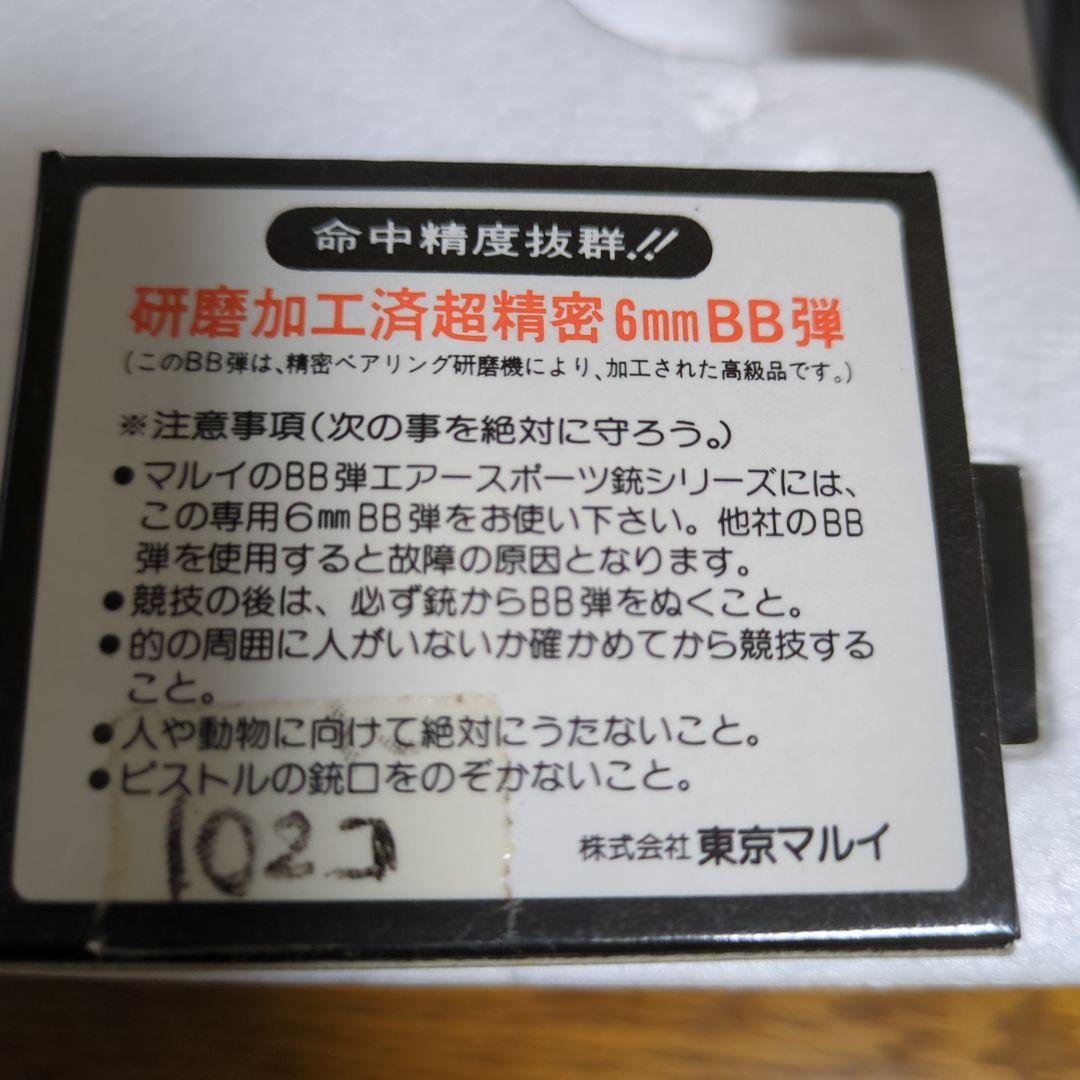 命中精度抜群!!
研磨加工済超精密6mmBB弾
(このBB弾は、精密ベアリング研磨機により、加工された高級品です。)
※注意事項(次の事を絶対に守ろう。)
●マルイのBB弾エアースポーツ銃シリーズには、
この専用6mmBB弾をお使い下さい。他社のBB
弾を使用すると故障の原因となります。
●競技の後は、必ず銃からBB弾をぬくこと。
●的の周囲に人がいないか確かめてから競技する
こと。
●人や動物に向けて絶対にうたないこと。
●ピストルの銃口をのぞかないこと。
102コ
株式会社 東京マルイ